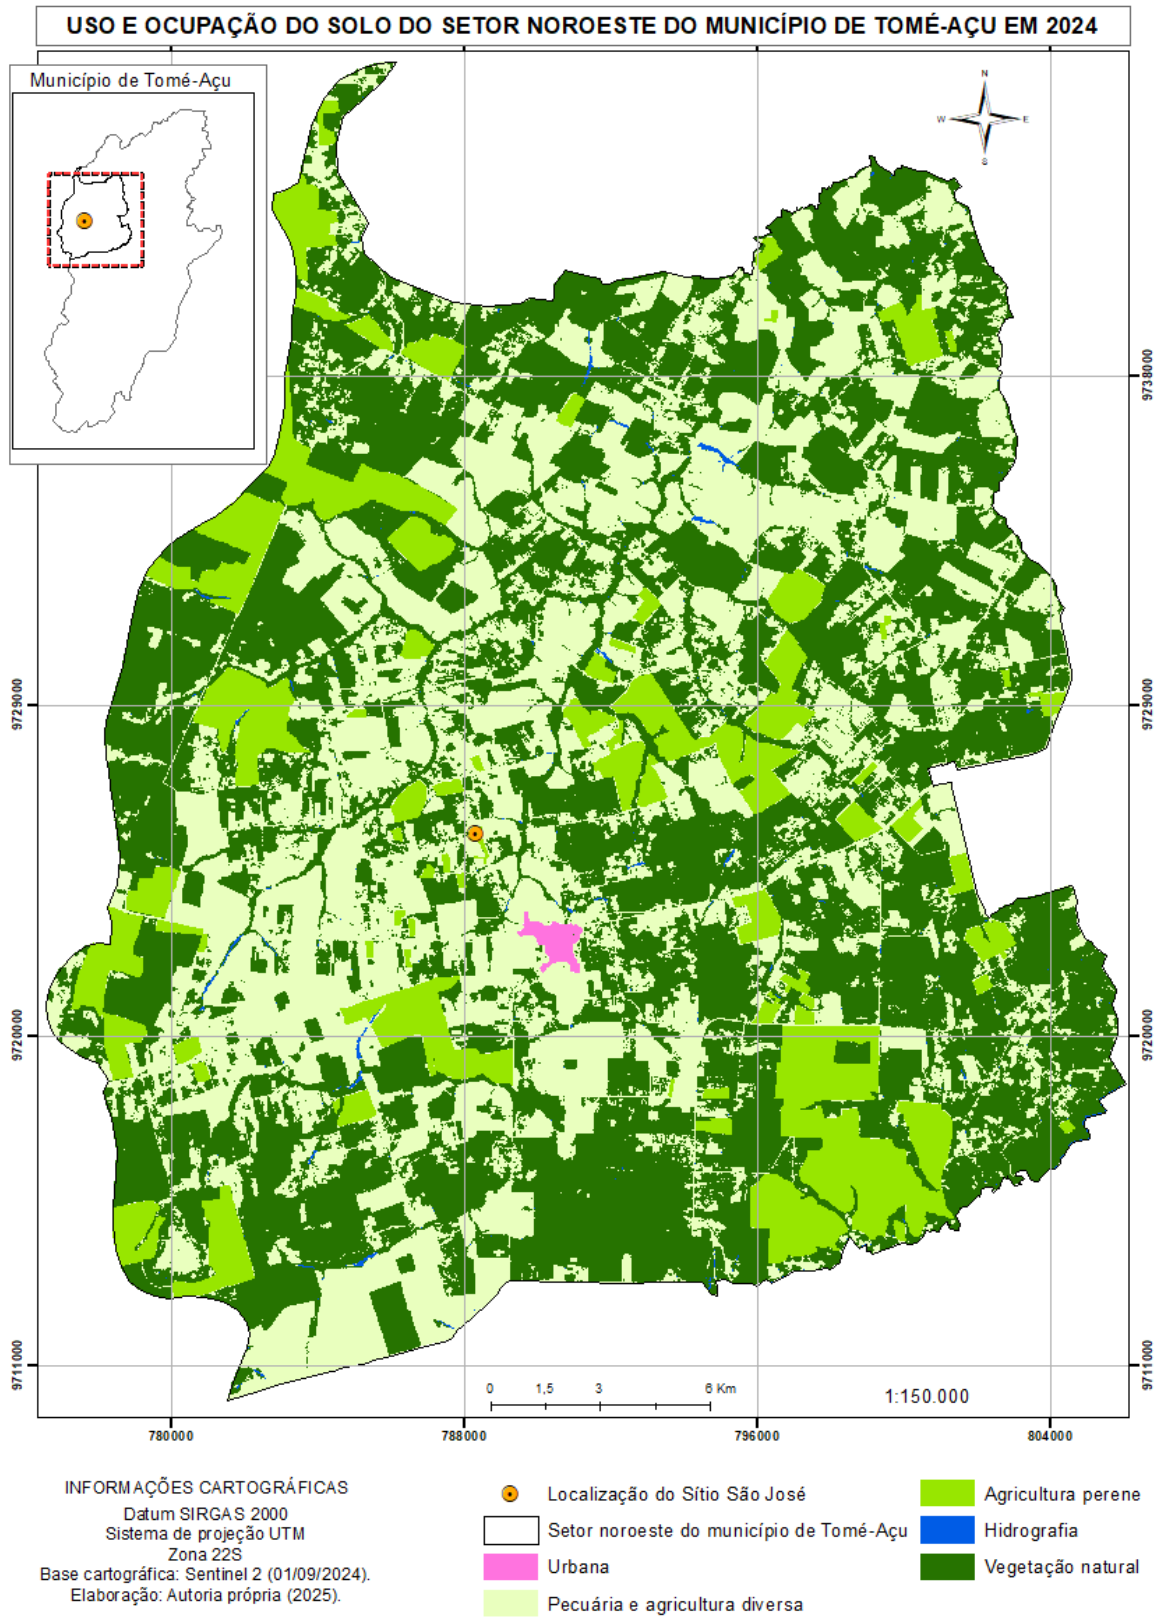 USO E OCUPAÇÃO DO SOLO DO SETOR NOROESTE DO MUNICÍPIO DE TOMÉ-AÇU EM 2024
Município de Tomé-Açu
N
W
E
S
9738000
9729000
9729000
9720000
9720000
9711000
9711000
0
1,5
3
6 Km
1:150.000
780000
788000
796000
804000
INFORMAÇÕES CARTOGRÁFICAS
Datum SIRGAS 2000
Sistema de projeção UTM
Zona 22S
Base cartográfica: Sentinel 2 (01/09/2024).
Elaboração: Autoria própria (2025).
Localização do Sítio São José
Setor noroeste do município de Tomé-Açu
Urbana
Pecuária e agricultura diversa
Agricultura perene
Hidrografia
Vegetação natural